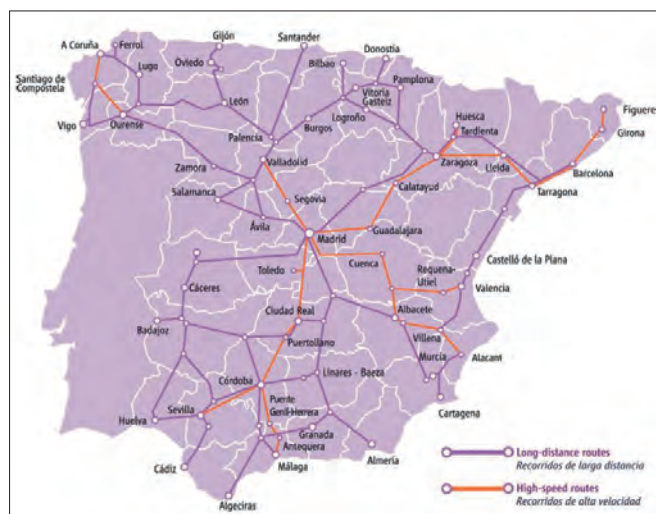 Gijón
Santander
A Coruña
Ferrol
Donostia
Oviedo
Bilbao
Lugo
Pamplona
Santiago de
Compostela
Vitoria
Gasteiz
León
Huesca
Figuere
Tardienta
Logroño
Vigo
Ourense
Burgos
Girona
Palencia
Zaragoza
Lleida
Valladolid
Zamora
Barcelona
Calatayud
Salamanca
Segovia
Tarragona
Ávila
Guadalajara
Madrid
Cuenca
Castelló de la Plana
Toledo
Requena-
Utiel
Cáceres
Valencia
Ciudad Real
Albacete
Badajoz
Puertollano
Villena
Murcia
Alacant
Linares - Baeza
Córdoba
Puente
Genil-Herrera
Sevilla
Cartagena
Huelva
Granada
Antequera
Almería
Cádiz
Málaga
Algeciras
Long-distance routes
Recorridos de larga distancia
High-speed routes
Recorridos de alta velocidad